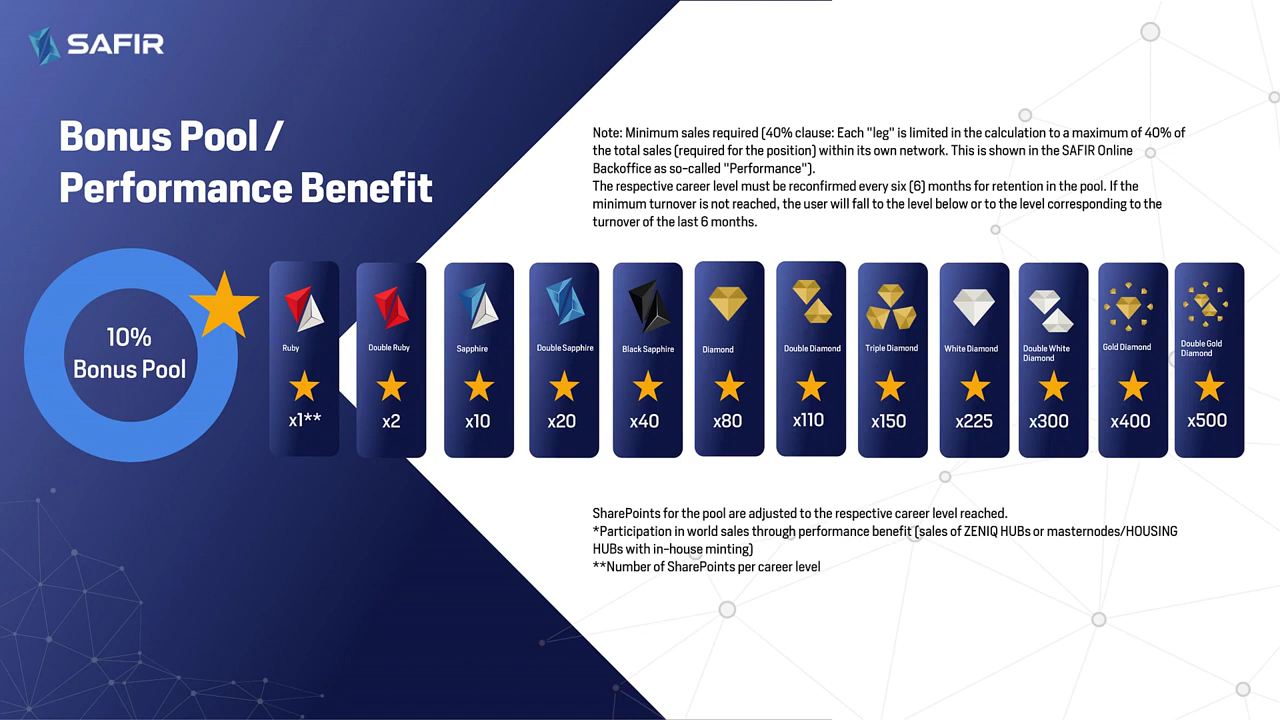 SAFIR
Bonus Pool /
Performance Benefit
Note: Minimum sales required (40% clause: Each "leg" is limited in the calculation to a maximum of 40% of
the total sales (required for the position) within its own network. This is shown in the SAFIR Online
Backoffice as so-called "Performance").
The respective career level must be reconfirmed every six (6) months for retention in the pool. If the
minimum turnover is not reached, the user will fall to the level below or to the level corresponding to the
turnover of the last 6 months.
10%
Bonus Pool
Ruby
x1**
Double Ruby
x2
Sapphire
x10
Double Sapphire
x20
Black Sapphire
x40
Diamond
x80
Double Diamond
x110
Triple Diamond
x150
White Diamond
x225
Double White
Diamond
x300
Gold Diamond
x400
Double Gold
Diamond
x500
SharePoints for the pool are adjusted to the respective career level reached.
*Participation in world sales through performance benefit (sales of ZENIQ HUBs or masternodes/HOUSING
HUBs with in-house minting)
**Number of SharePoints per career level